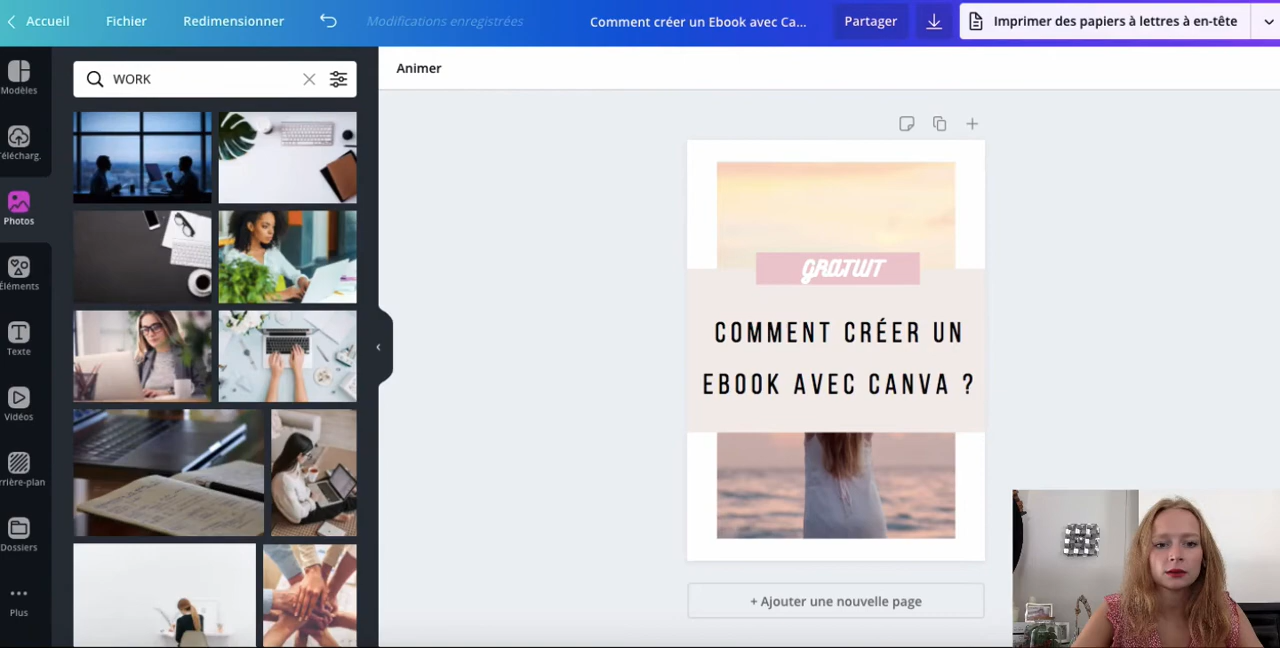 Accueil
Fichier
Redimensionner
Modifications enregistrées
Comment créer un Ebook avec Ca...
Partager
Imprimer des papiers à lettres à en-tête
WORK
Animer
Modèles
Télécharg.
Photos
Éléments
Texte
Vidéos
rrière-plan
Dossiers
Plus
GRATUIT
COMMENT CRÉER UN
EBOOK AVEC CANVA ?
+ Ajouter une nouvelle page